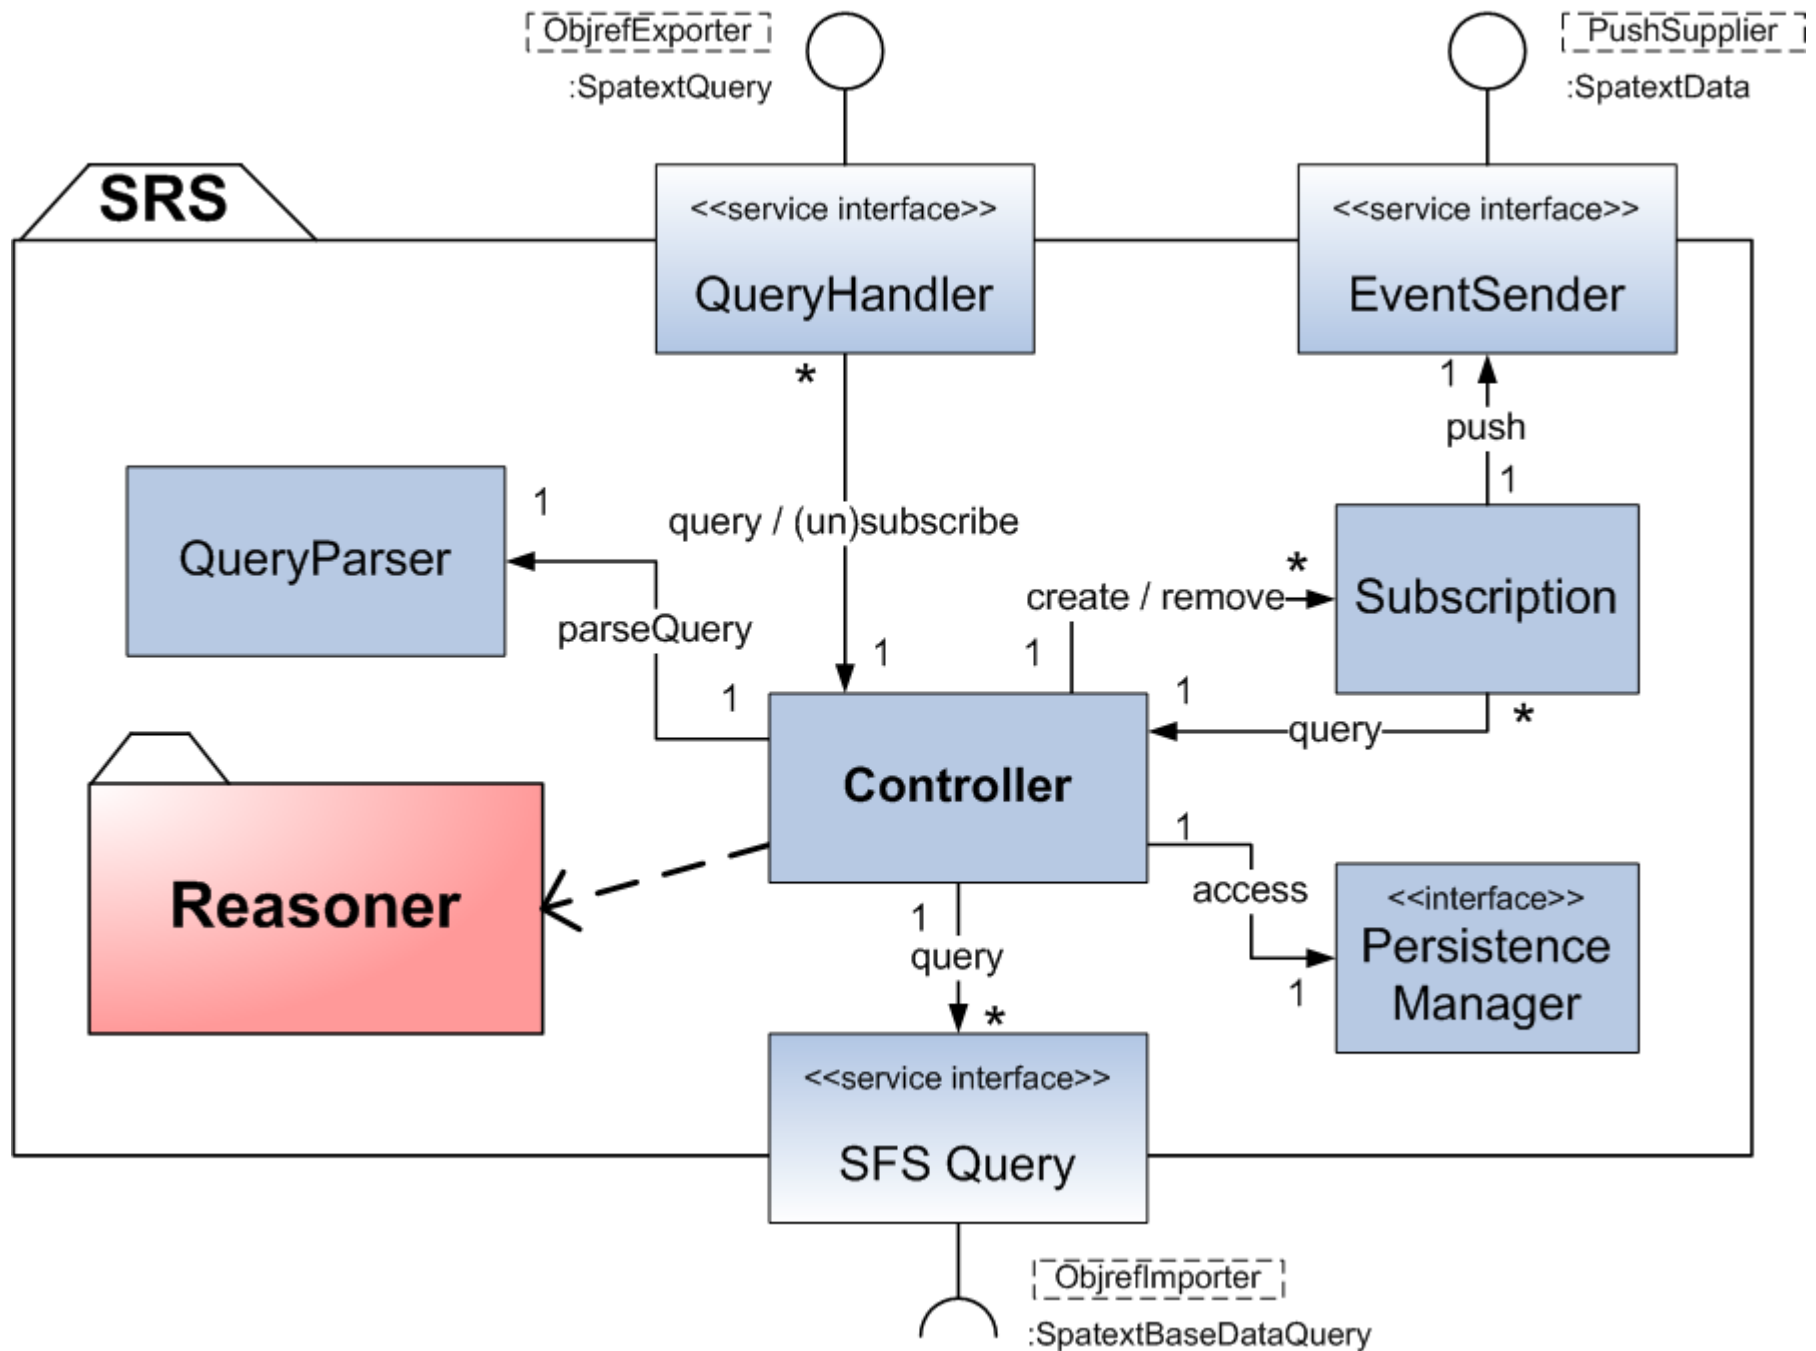 ObjrefExporter
:SpatextQuery
PushSupplier
:SpatextData
SRS
<<service interface>>
QueryHandler
<<service interface>>
EventSender
*
1
push
1
QueryParser
1
query / (un)subscribe
*
create / remove
Subscription
parseQuery
1
1
1
1
*
query
Controller
Reasoner
1
access
1
query
<<interface>>
Persistence
Manager
1
*
<<service interface>>
SFS Query
ObjrefImporter
:SpatextBaseDataQuery